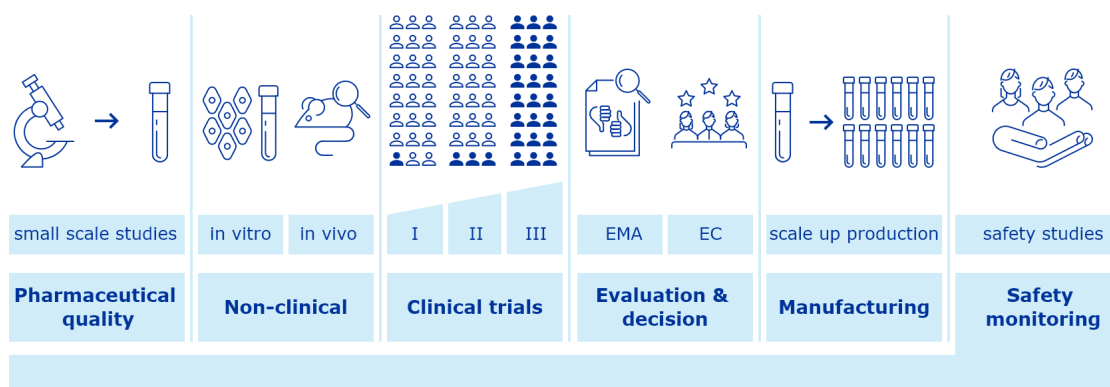 small scale studies
in vitro
in vivo
I
II
III
EMA
EC
scale up production
safety studies
Pharmaceutical
quality
Non-clinical
Clinical trials
Evaluation &
decision
Manufacturing
Safety
monitoring